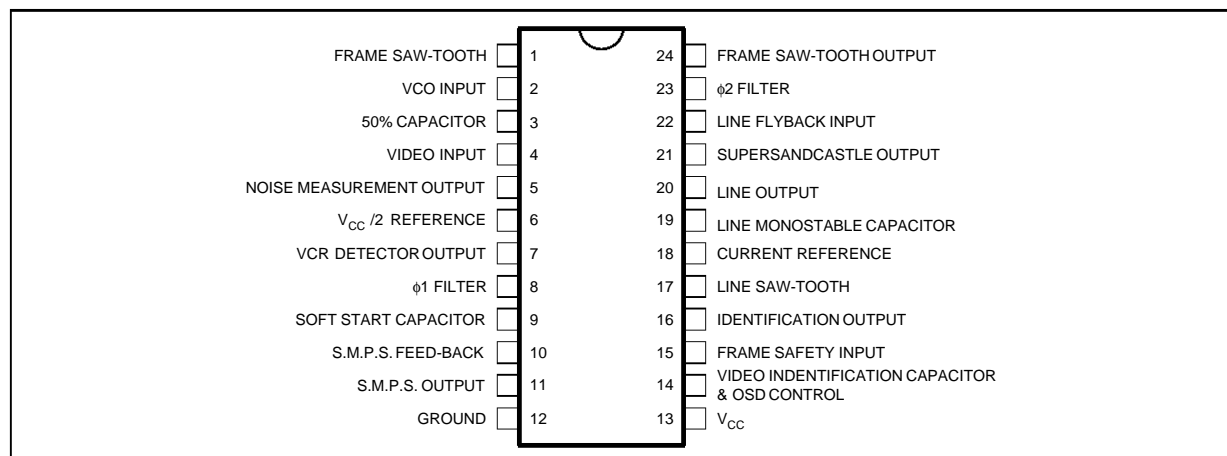 FRAME SAW-TOOTH 1 24 FRAME SAW-TOOTH OUTPUT
VCO INPUT 2 23 ϕ2 FILTER
50% CAPACITOR 3 22 LINE FLYBACK INPUT
VIDEO INPUT 4 21 SUPERSANDCASTLE OUTPUT
NOISE MEASUREMENT OUTPUT 5 20 LINE OUTPUT
VCC /2 REFERENCE 6 19 LINE MONOSTABLE CAPACITOR
VCR DETECTOR OUTPUT 7 18 CURRENT REFERENCE
ϕ1 FILTER 8 17 LINE SAW-TOOTH
SOFT START CAPACITOR 9 16 IDENTIFICATION OUTPUT
S.M.P.S. FEED-BACK 10 15 FRAME SAFETY INPUT
S.M.P.S. OUTPUT 11 14 VIDEO INDENTIFICATION CAPACITOR
& OSD CONTROL
GROUND 12 13 VCC